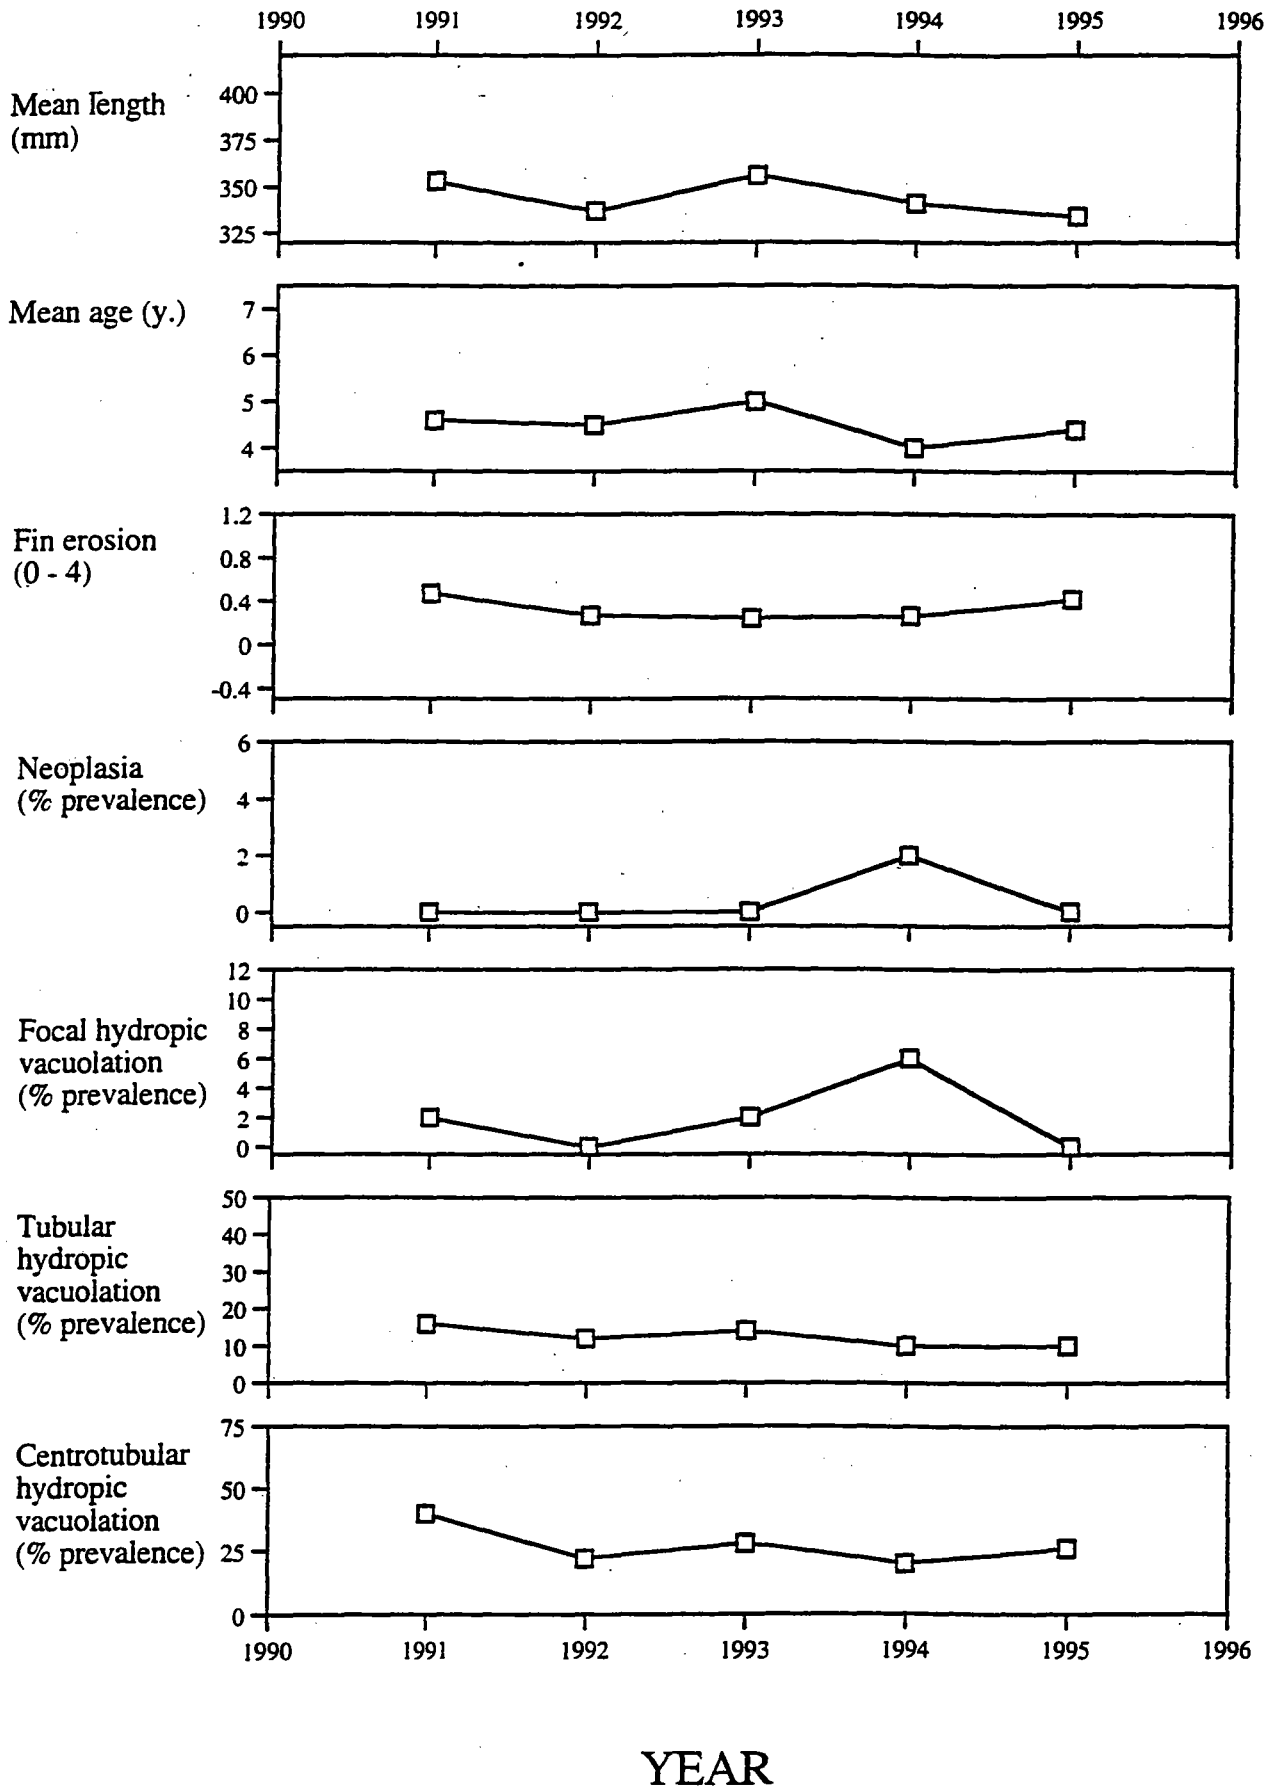 1990 1991 1992 1993 1994 1995 1996
Mean length
(mm)
400
375
350
325
Mean age (y.)
7
6
5
4
Fin erosion
(0 - 4)
1.2
0.8
0.4
0
-0.4
Neoplasia
(% prevalence)
6
4
2
0
Focal hydropic
vacuolation
(% prevalence)
12
10
8
6
4
2
0
Tubular
hydropic
vacuolation
(% prevalence)
50
40
30
20
10
0
Centrotubular
hydropic
vacuolation
(% prevalence)
75
50
25
0
1990 1991 1992 1993 1994 1995 1996
YEAR